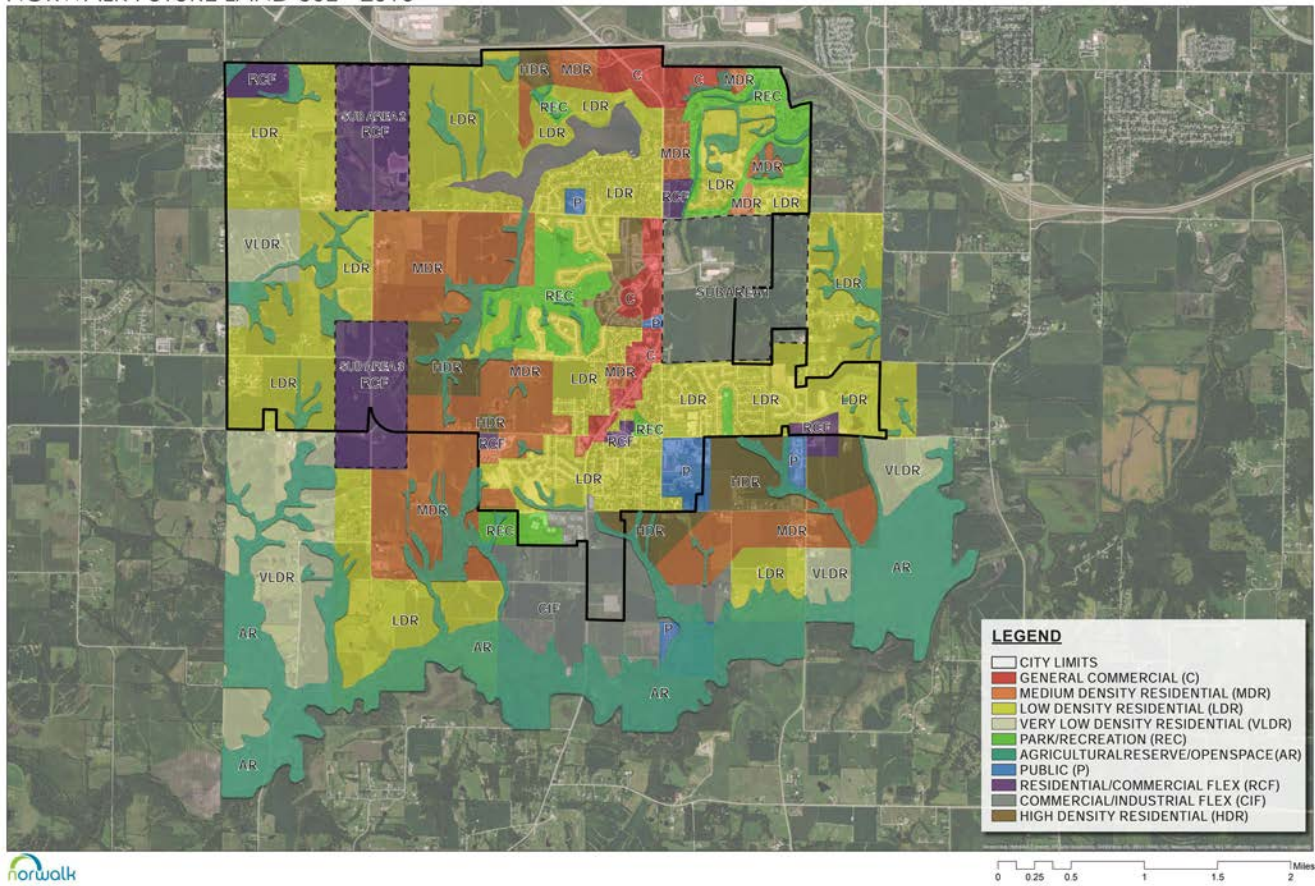 HDR MDR C C MDR
RCF REC LDR REC
SUB AREA 2
RCF
LDR LDR LDR MDR MDR
P LDR RCF LDR MDR LDR
VLDR LDR MDR REC C SUBAREA 1 LDR
P
C
SUB AREA 3
RCF
LDR HDR MDR LDR MDR LDR LDR LDR
HDR REC RCF
RCF RCF
LDR P HDR P VLDR
MDR REC HDR MDR
VLDR LDR VLDR AR
LDR CIF
AR AR P
AR
AR
LEGEND
CITY LIMITS
GENERAL COMMERCIAL (C)
MEDIUM DENSITY RESIDENTIAL (MDR)
LOW DENSITY RESIDENTIAL (LDR)
VERY LOW DENSITY RESIDENTIAL (VLDR)
PARK/RECREATION (REC)
AGRICULTURALRESERVE/OPENSPACE(AR)
PUBLIC (P)
RESIDENTIAL/COMMERCIAL FLEX (RCF)
COMMERCIAL/INDUSTRIAL FLEX (CIF)
HIGH DENSITY RESIDENTIAL (HDR)
norwalk
Miles
0 0.25 0.5 1 1.5 2